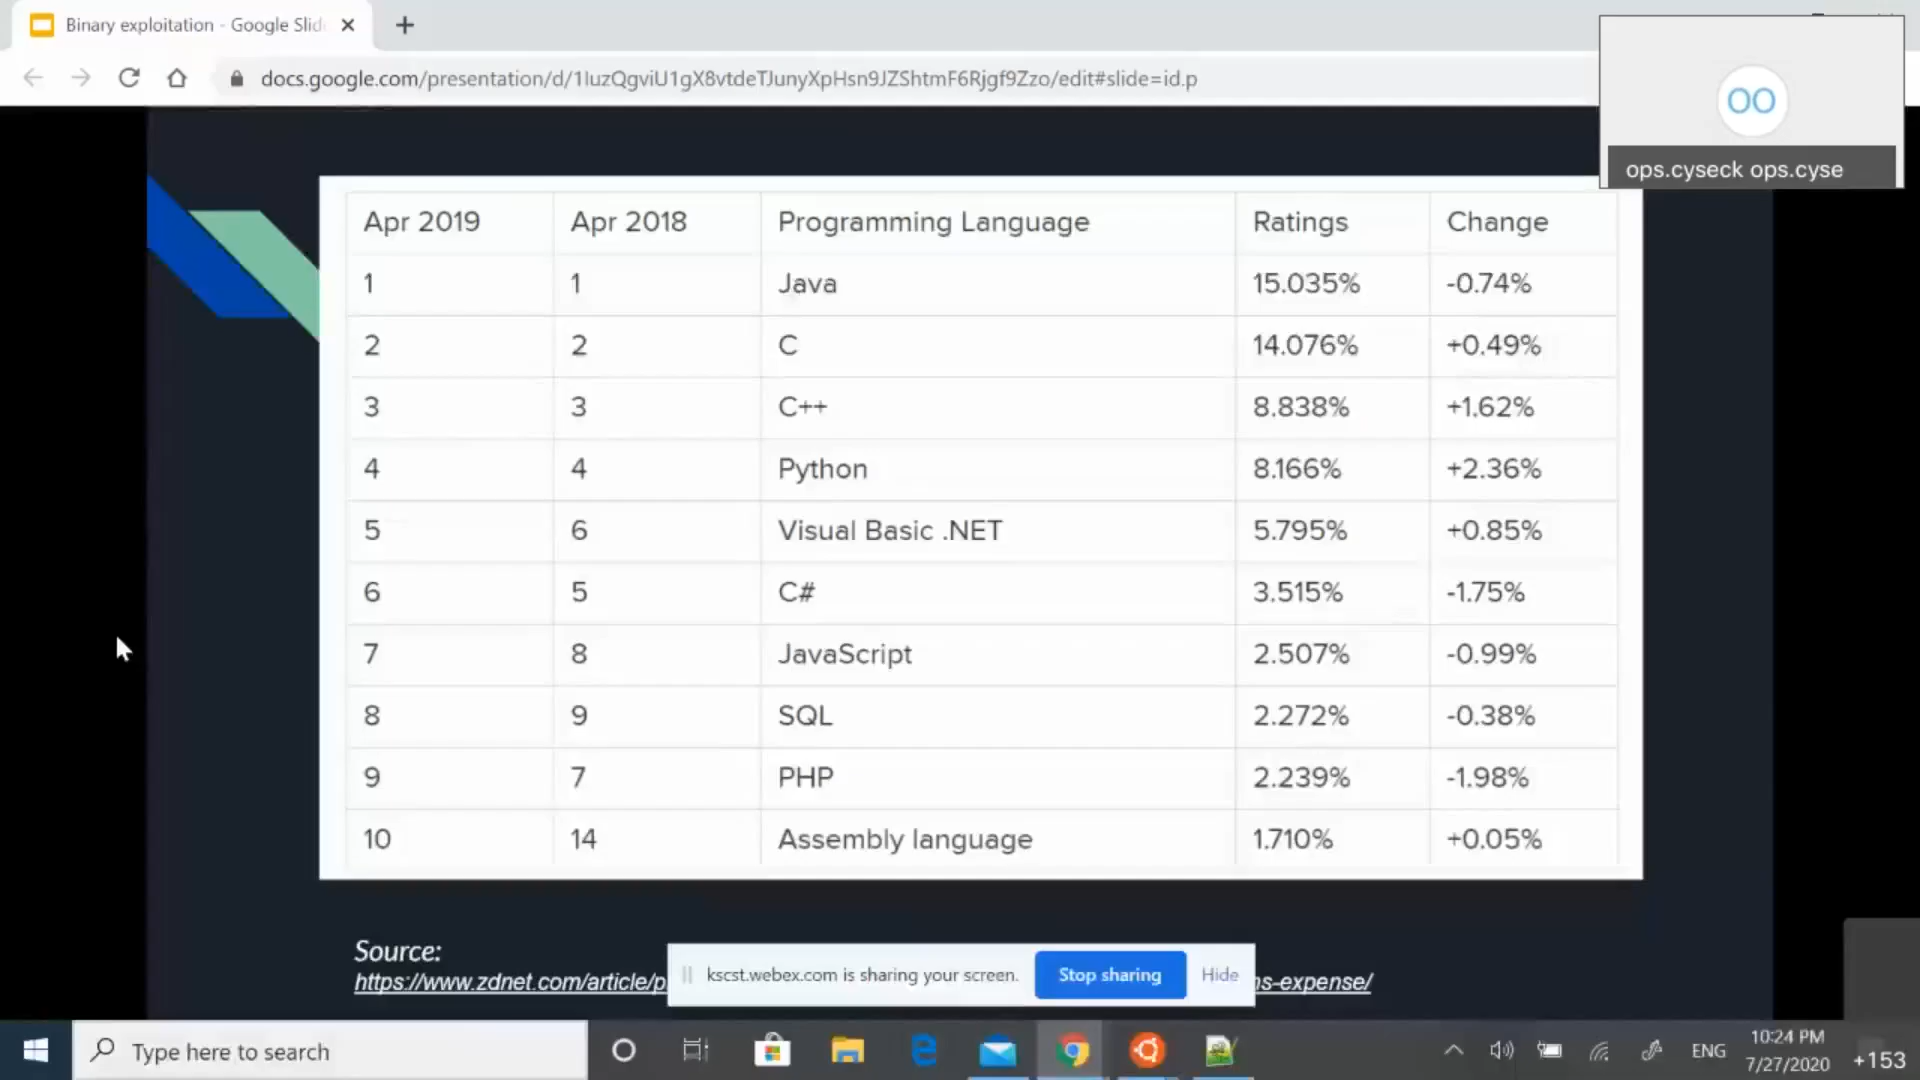 Binary exploitation - Google Slid
docs.google.com/presentation/d/1IuzQgviU1gX8vtdeTJunyXpHsn9JZShtmF6Rjgf9Zzo/edit#slide=id.p
OO
ops.cyseck ops.cyse
Apr 2019 Apr 2018 Programming Language Ratings Change
1 1 Java 15.035% -0.74%
2 2 C 14.076% +0.49%
3 3 C++ 8.838% +1.62%
4 4 Python 8.166% +2.36%
5 6 Visual Basic .NET 5.795% +0.85%
6 5 C# 3.515% -1.75%
7 8 JavaScript 2.507% -0.99%
8 9 SQL 2.272% -0.38%
9 7 PHP 2.239% -1.98%
10 14 Assembly language 1.710% +0.05%
Source:
https://www.zdnet.com/article/p
s-expense/
kscst.webex.com is sharing your screen. Stop sharing Hide
Type here to search
ENG
10:24 PM
7/27/2020
+153